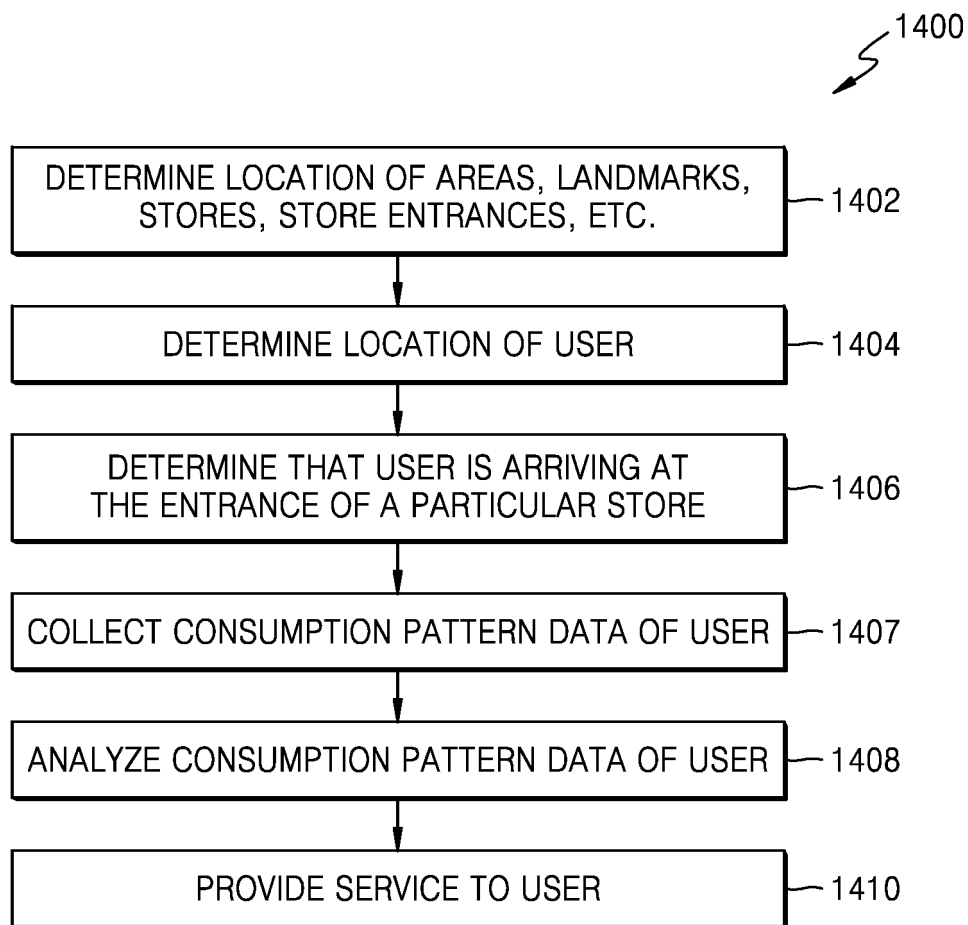 1400
DETERMINE LOCATION OF AREAS, LANDMARKS,
STORES, STORE ENTRANCES, ETC.
1402
DETERMINE LOCATION OF USER
1404
DETERMINE THAT USER IS ARRIVING AT
THE ENTRANCE OF A PARTICULAR STORE
1406
COLLECT CONSUMPTION PATTERN DATA OF USER
1407
ANALYZE CONSUMPTION PATTERN DATA OF USER
1408
PROVIDE SERVICE TO USER
1410